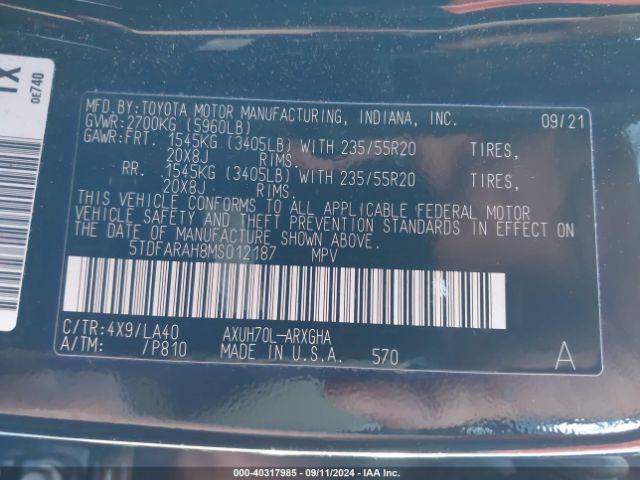 XL
0E740
MFD.BY:TOYOTA MOTOR MANUFACTURING, INDIANA, INC. 09/21
GVWR:2700KG (5960LB)
GAWR:FRT. 1545KG (3405LB) WITH 235/55R20 TIRES,
20X8J RIMS.
RR. 1545KG (3405LB) WITH 235/55R20 TIRES,
20X8J RIMS.
THIS VEHICLE CONFORMS TO ALL APPLICABLE FEDERAL MOTOR
VEHICLE SAFETY AND THEFT PREVENTION STANDARDS IN EFFECT ON
THE DATE OF MANUFACTURE SHOWN ABOVE.
5TDFARAH8MS012187 MPV
C/TR:4X9/LA40 AXUH70L-ARXGHA
A/TM: /P810 MADE IN U.S.A. 570 A
000-40317985 - 09/11/2024 - IAA Inc.